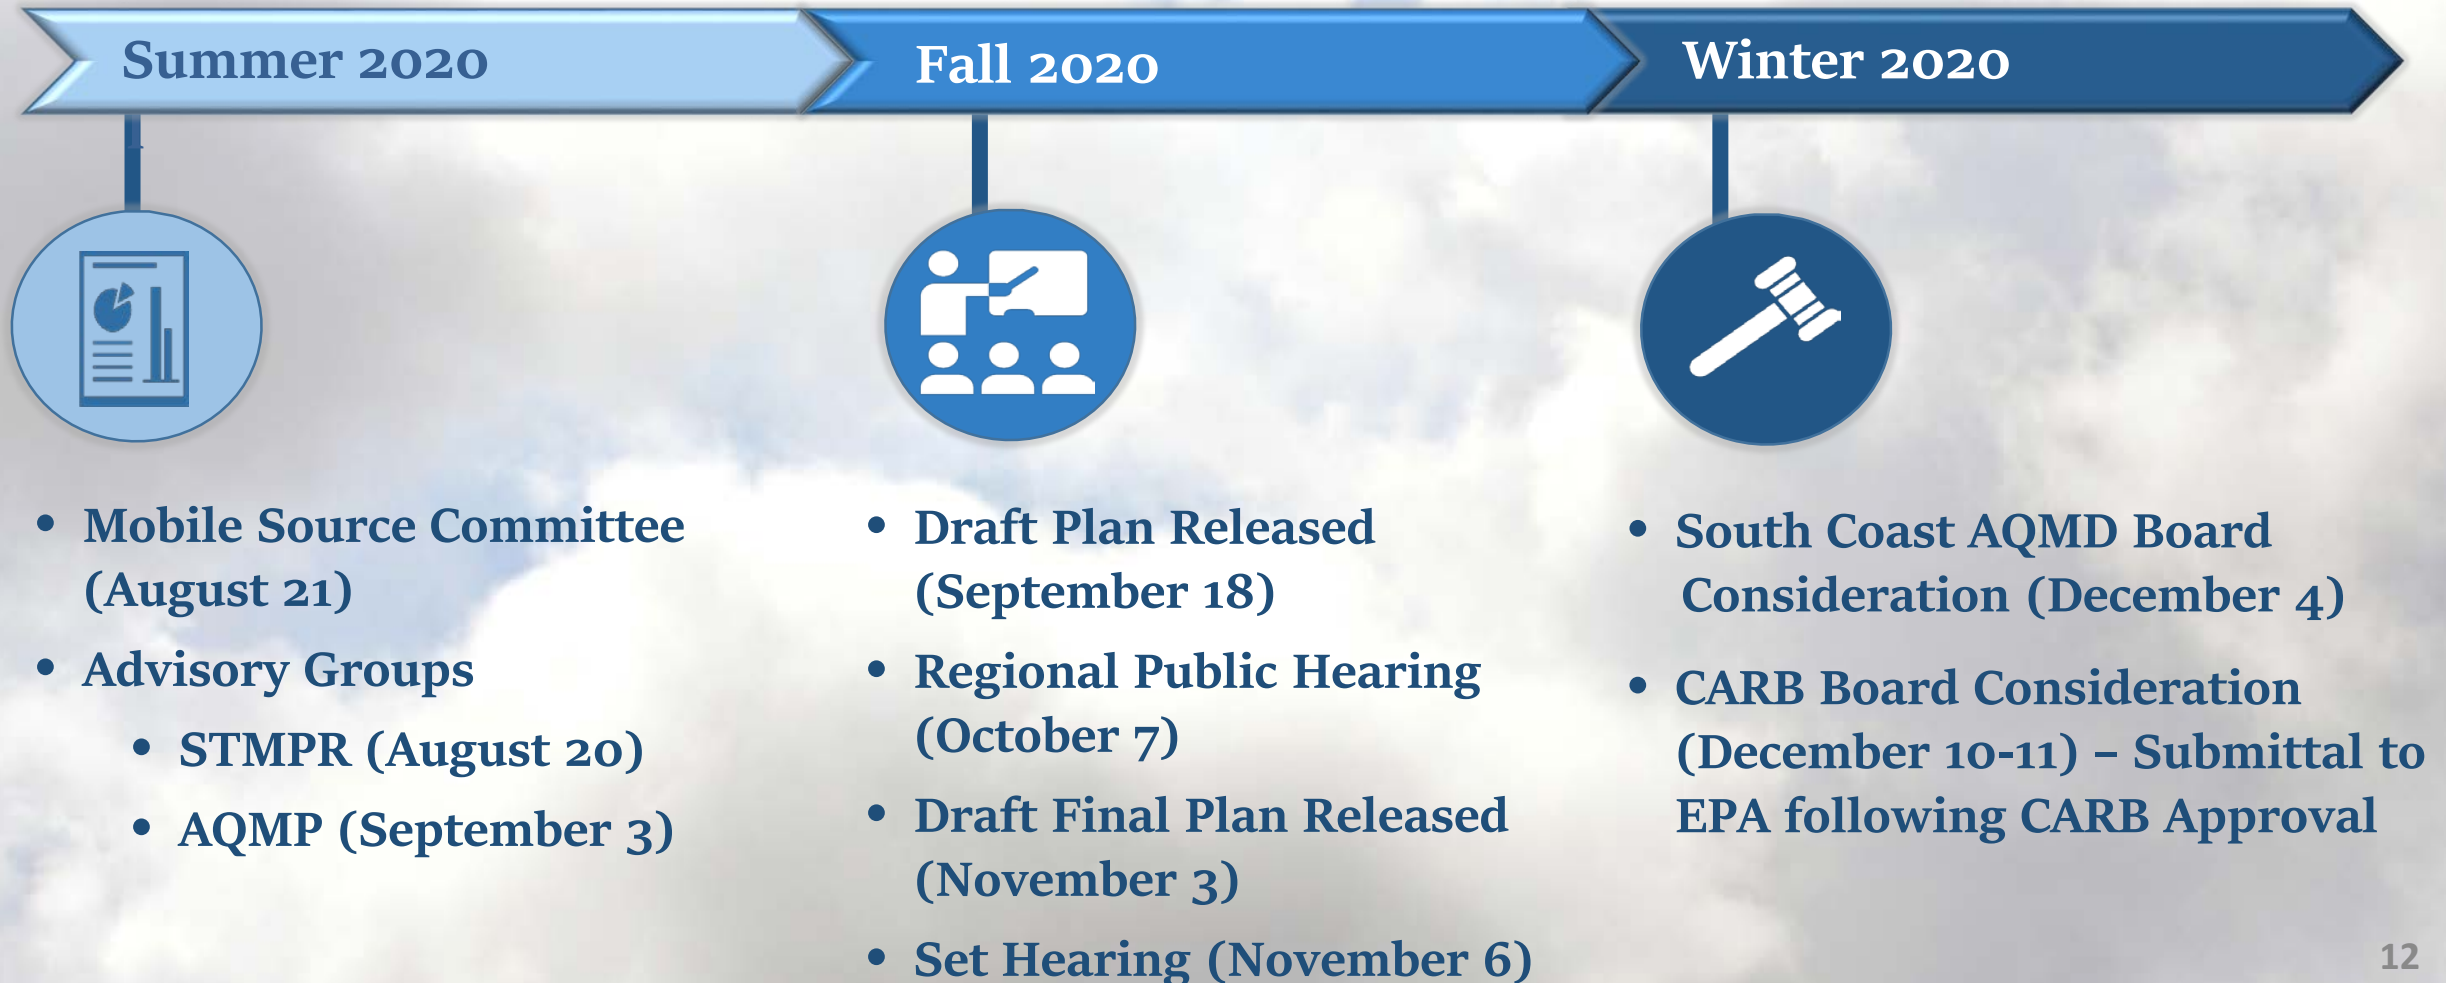 Summer 2020
Fall 2020
Winter 2020
• Mobile Source Committee
(August 21)
• Advisory Groups
• STMPR (August 20)
• AQMP (September 3)
• Draft Plan Released
(September 18)
• Regional Public Hearing
(October 7)
• Draft Final Plan Released
(November 3)
• Set Hearing (November 6)
• South Coast AQMD Board
Consideration (December 4)
• CARB Board Consideration
(December 10-11) – Submittal to
EPA following CARB Approval
12